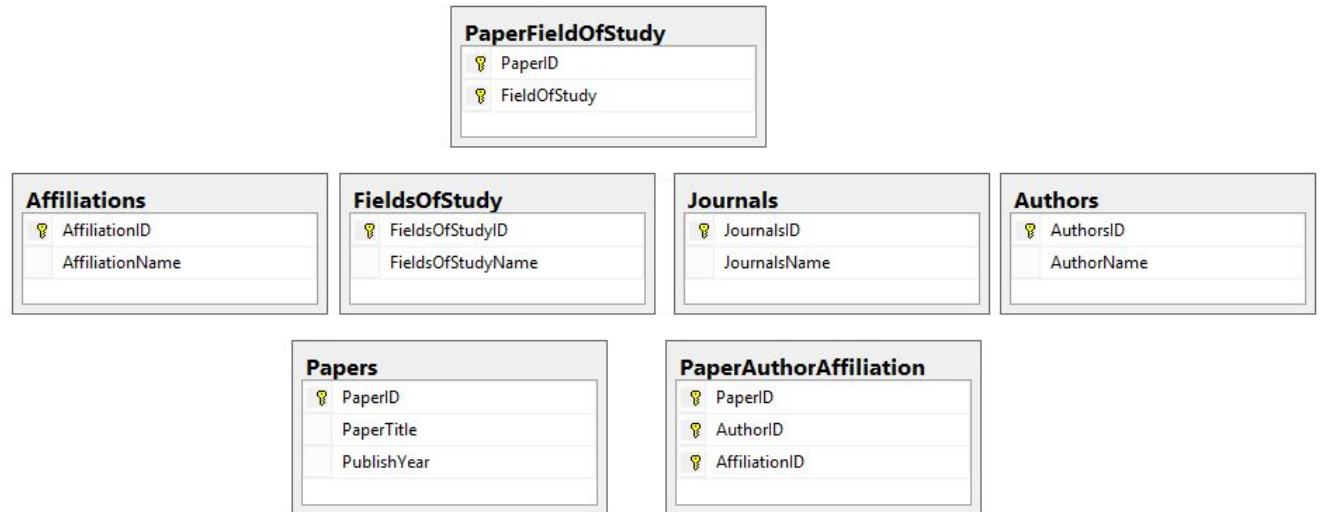 PaperFieldOfStudy
PaperID
FieldOfStudy
Affiliations
AffiliationID
AffiliationName
FieldsOfStudy
FieldsOfStudyID
FieldsOfStudyName
Journals
JournalsID
JournalsName
Authors
AuthorsID
AuthorName
Papers
PaperID
PaperTitle
PublishYear
PaperAuthorAffiliation
PaperID
AuthorID
AffiliationID